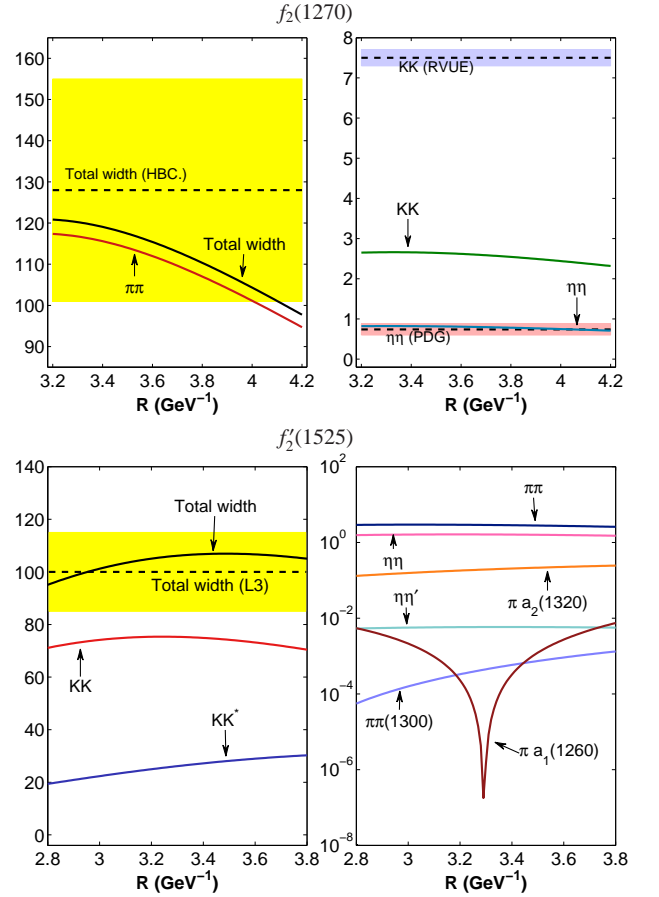 f₂(1270)
160
150
140
130
120
110
100
90
Total width (HBC.)
Total width
ππ
3.2 3.4 3.6 3.8 4 4.2
R (GeV⁻¹)
8
7
6
5
4
3
2
1
0
KK (RVUE)
KK
ηη
ηη (PDG)
3.2 3.4 3.6 3.8 4 4.2
R (GeV⁻¹)
f₂′(1525)
140
120
100
80
60
40
20
0
Total width
Total width (L3)
KK
KK*
2.8 3 3.2 3.4 3.6 3.8
R (GeV⁻¹)
10²
10⁰
10⁻²
10⁻⁴
10⁻⁶
10⁻⁸
ππ
ηη
π a₂(1320)
ηη′
ππ(1300)
π a₁(1260)
2.8 3 3.2 3.4 3.6 3.8
R (GeV⁻¹)